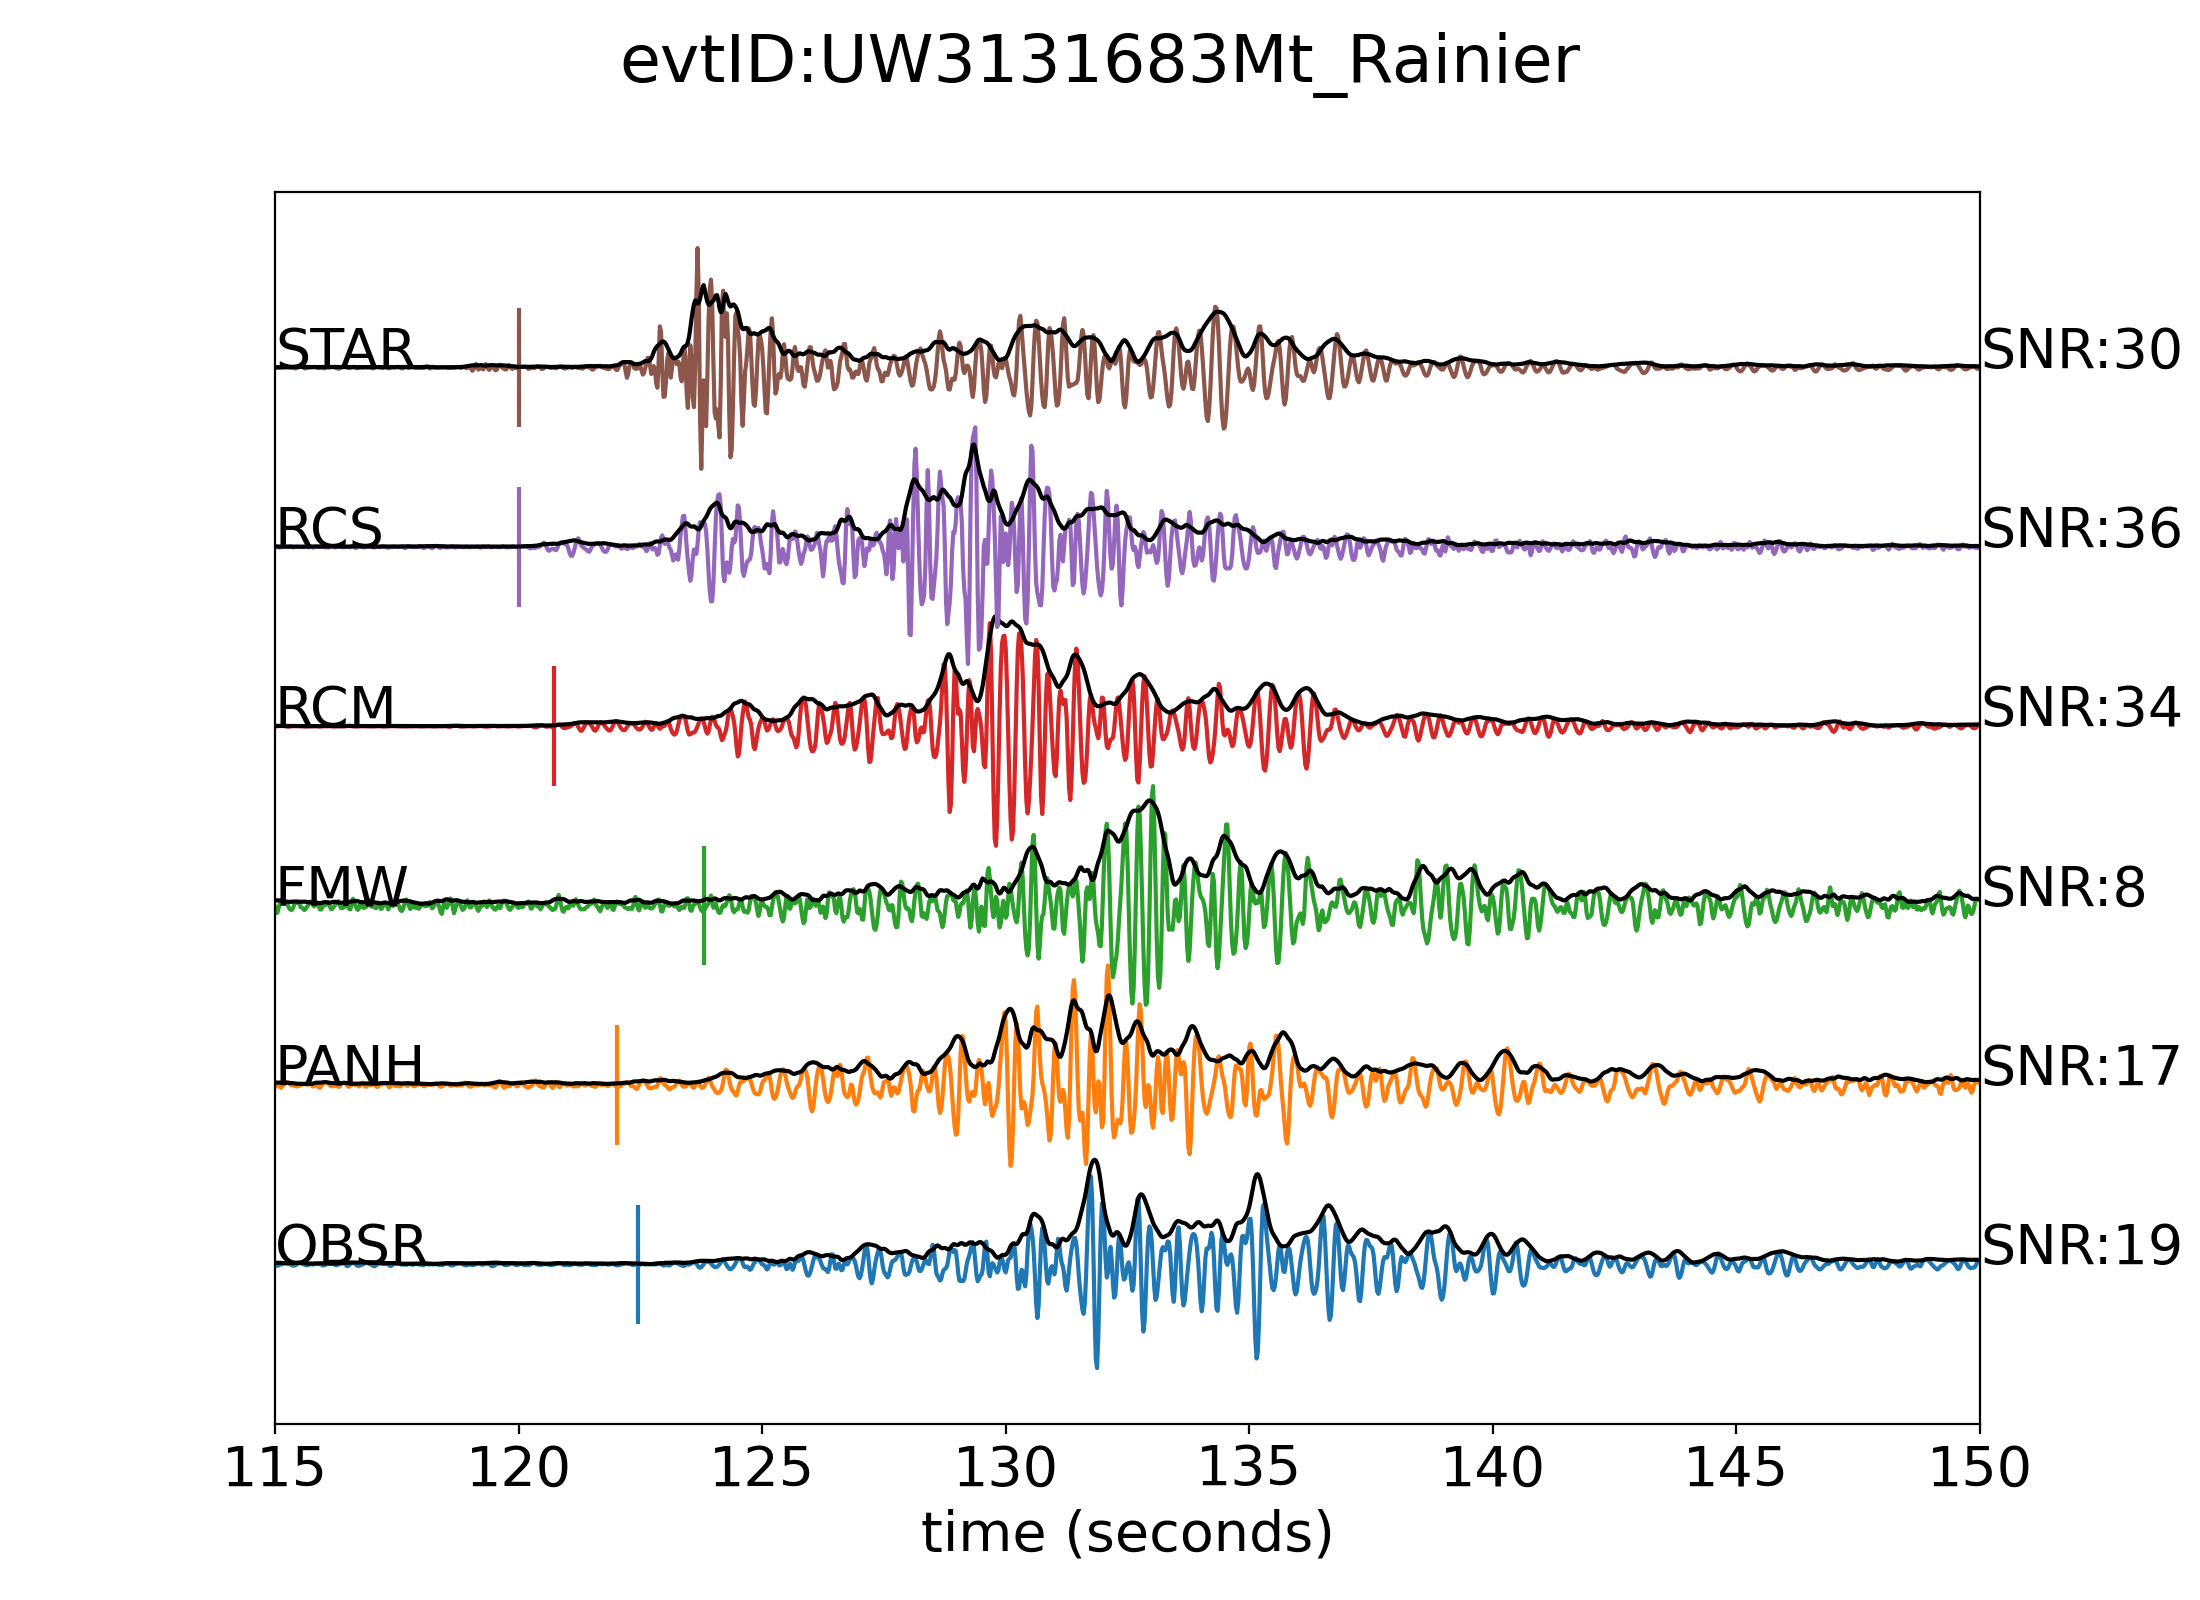 evtID:UW3131683Mt_Rainier
STAR SNR:30
RCS SNR:36
RCM SNR:34
FMW SNR:8
PANH SNR:17
OBSR SNR:19
115 120 125 130 135 140 145 150
time (seconds)